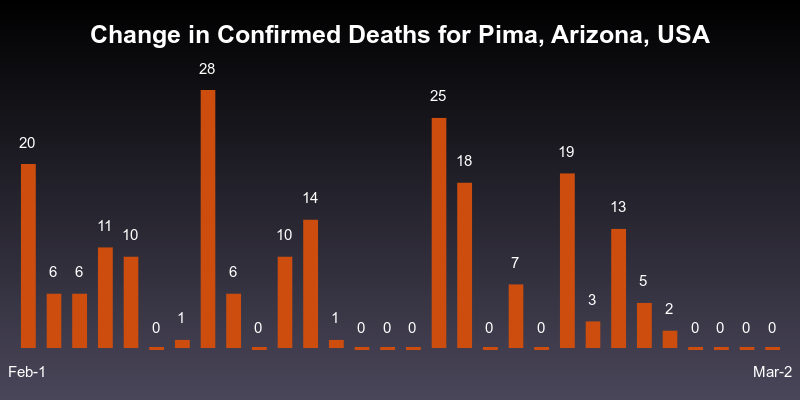 Change in Confirmed Deaths for Pima, Arizona, USA
20 6 6 11 10 0 1 28 6 0 10 14 1 0 0 0 25 18 0 7 0 19 3 13 5 2 0 0 0 0
Feb-1 Mar-2